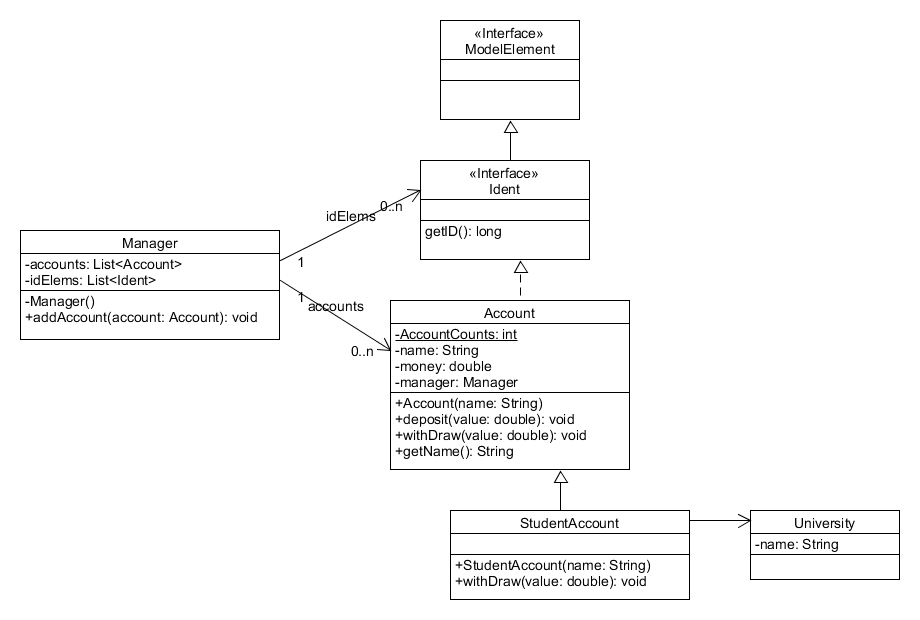 «Interface»
ModelElement
«Interface»
Ident
getID(): long
0..n
idElems
1
Manager
-accounts: List<Account>
-idElems: List<Ident>
-Manager()
+addAccount(account: Account): void
1
accounts
0..n
Account
-AccountCounts: int
-name: String
-money: double
-manager: Manager
+Account(name: String)
+deposit(value: double): void
+withDraw(value: double): void
+getName(): String
StudentAccount
+StudentAccount(name: String)
+withDraw(value: double): void
University
-name: String